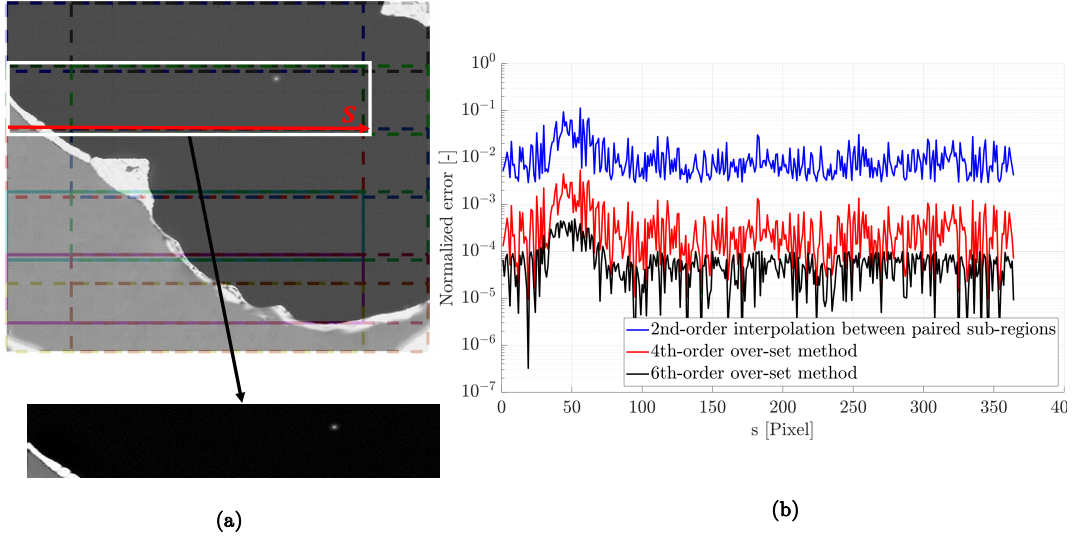 s
(a)
10^0
10^-1
10^-2
10^-3
10^-4
10^-5
10^-6
10^-7
Normalized error [-]
2nd-order interpolation between paired sub-regions
4th-order over-set method
6th-order over-set method
0 50 100 150 200 250 300 350 40
s [Pixel]
(b)